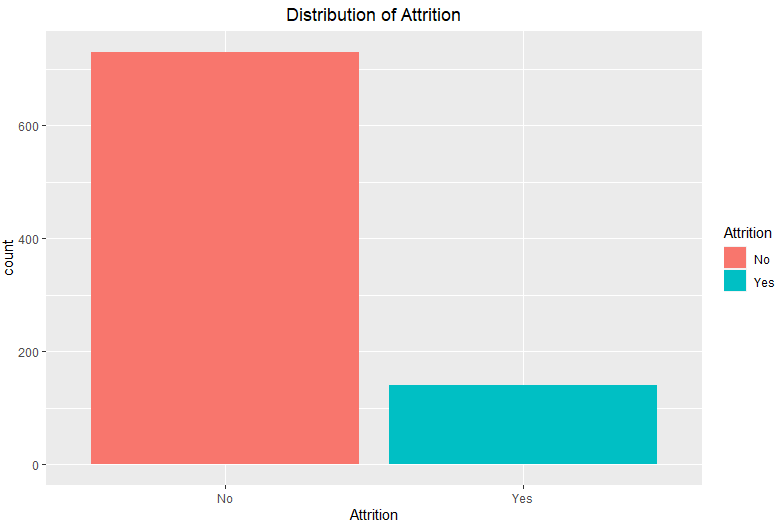 Distribution of Attrition
count
600
400
200
0
No
Yes
Attrition
Attrition
No
Yes